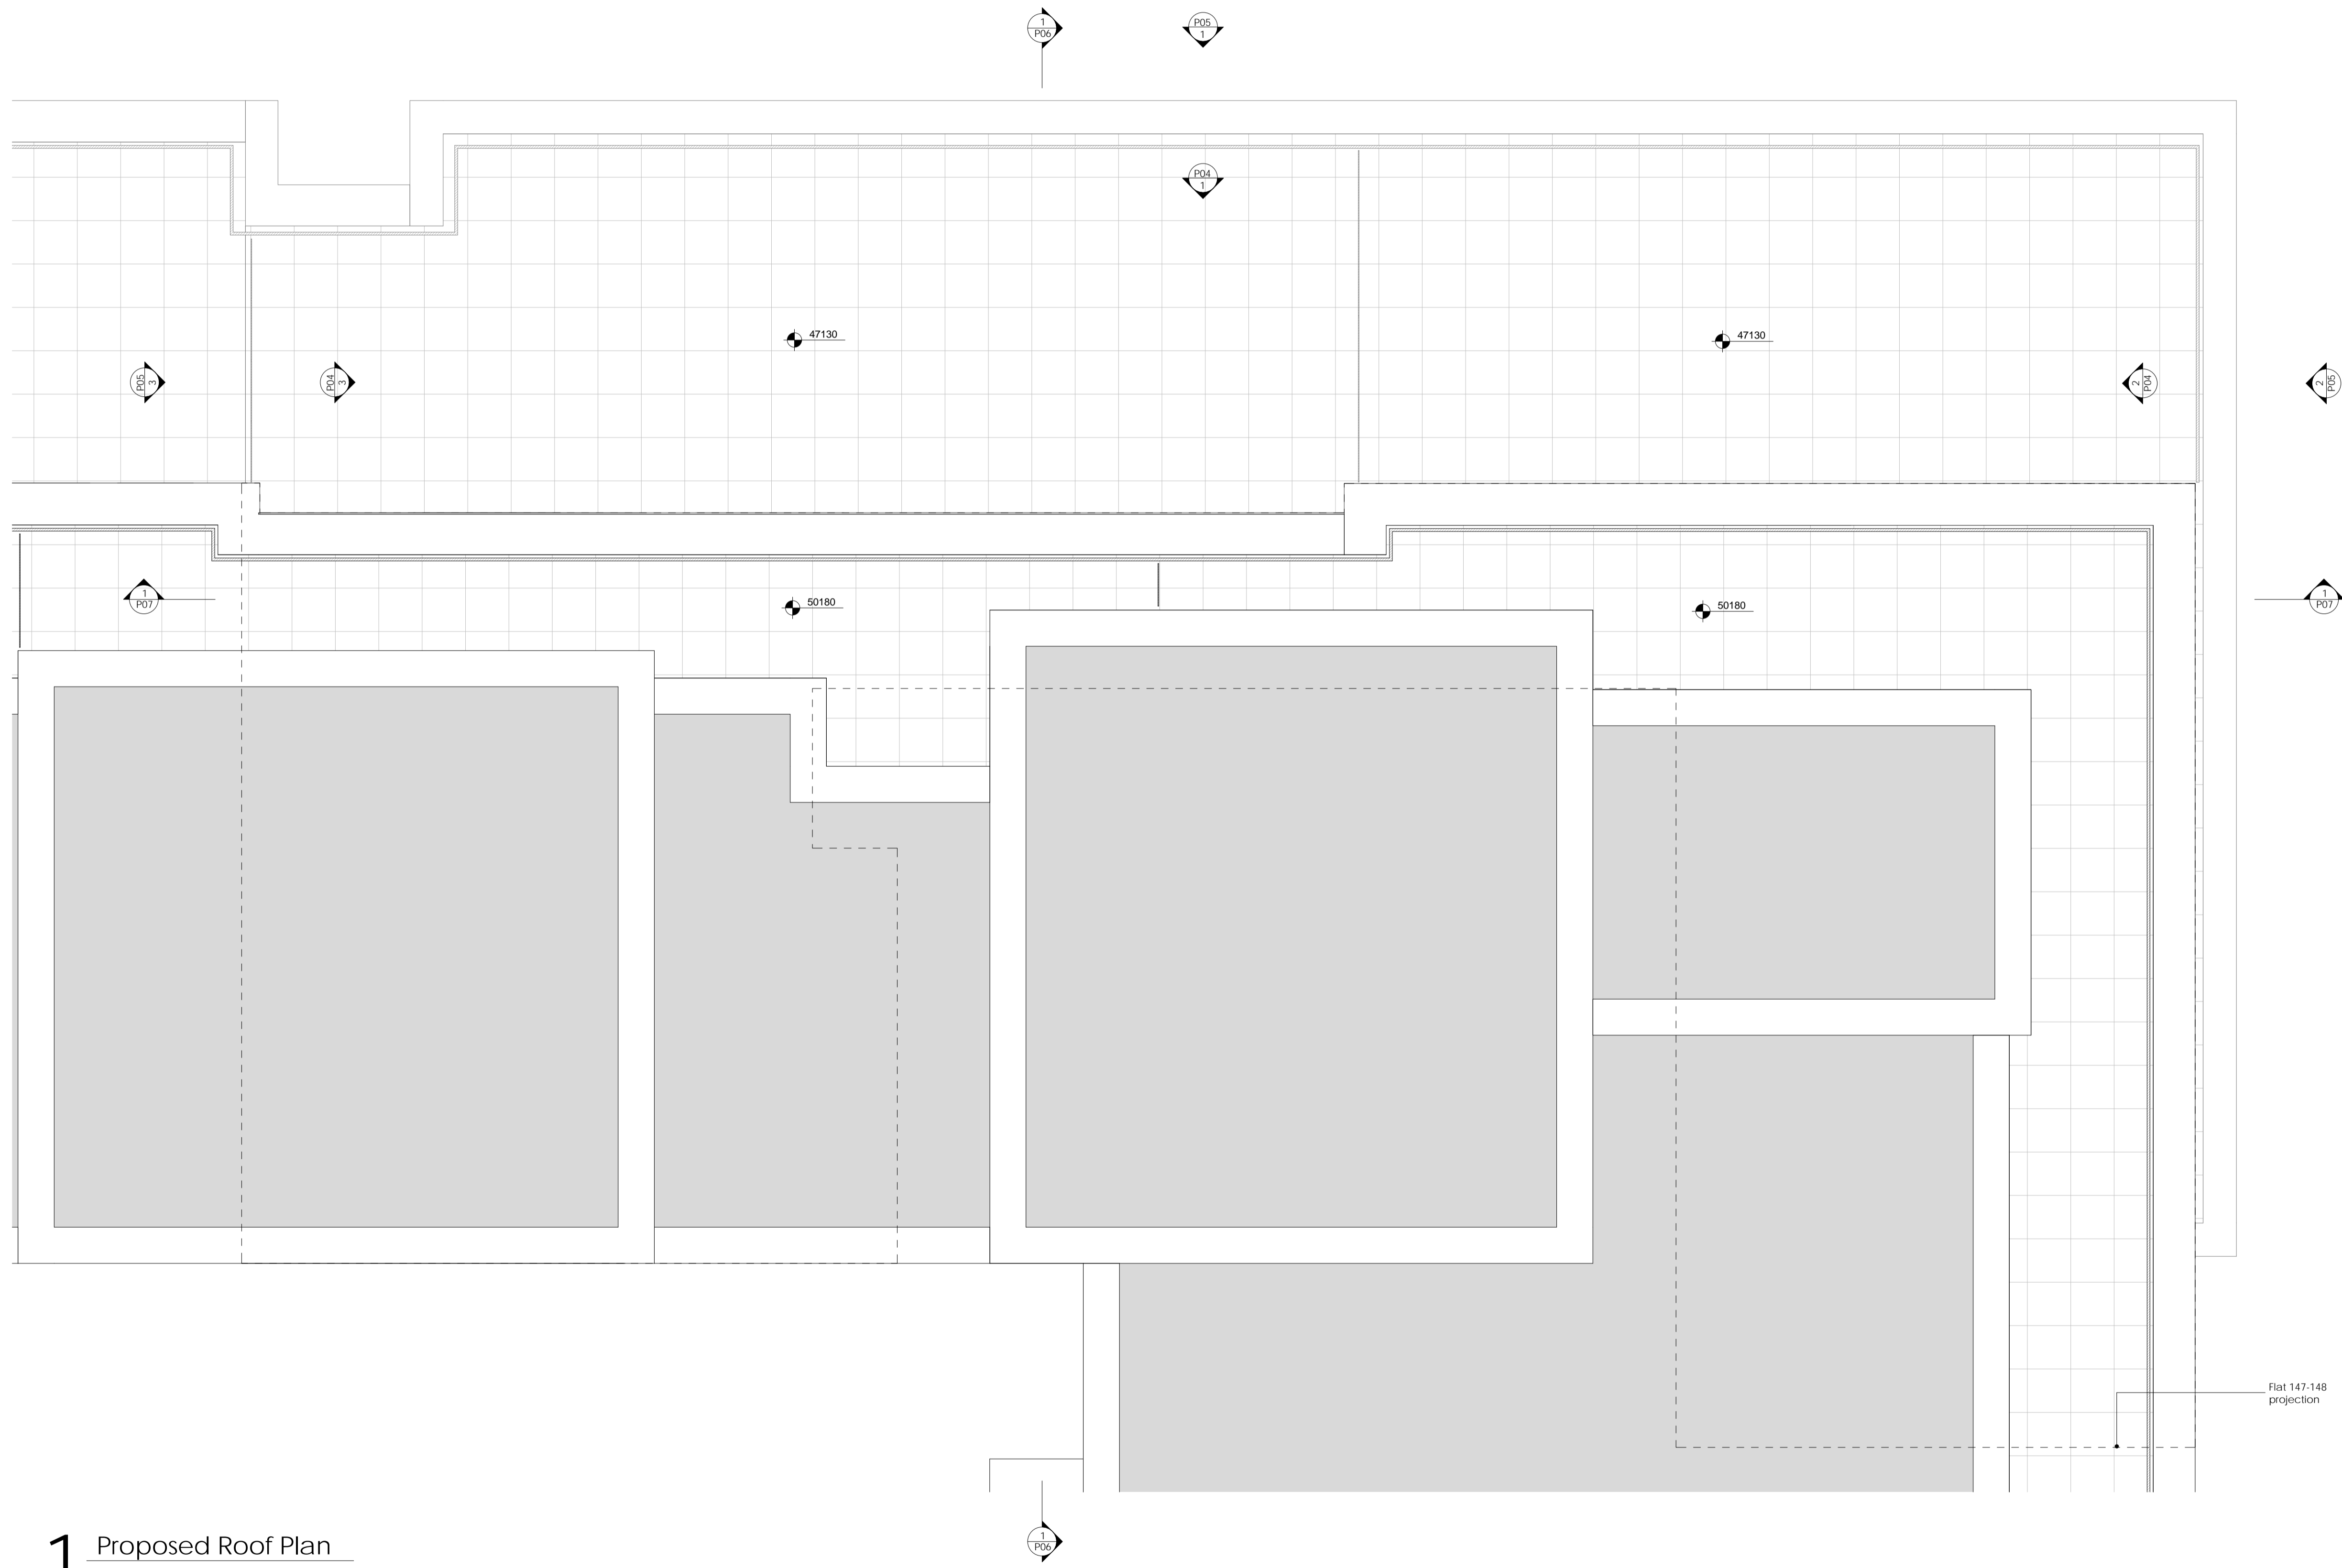 1
P06
P05
1
P04
1
47130
47130
P05
3
P04
3
2
P04
2
P05
1
P07
50180
50180
1
P07
Flat 147-148
projection
1
P06
1 Proposed Roof Plan